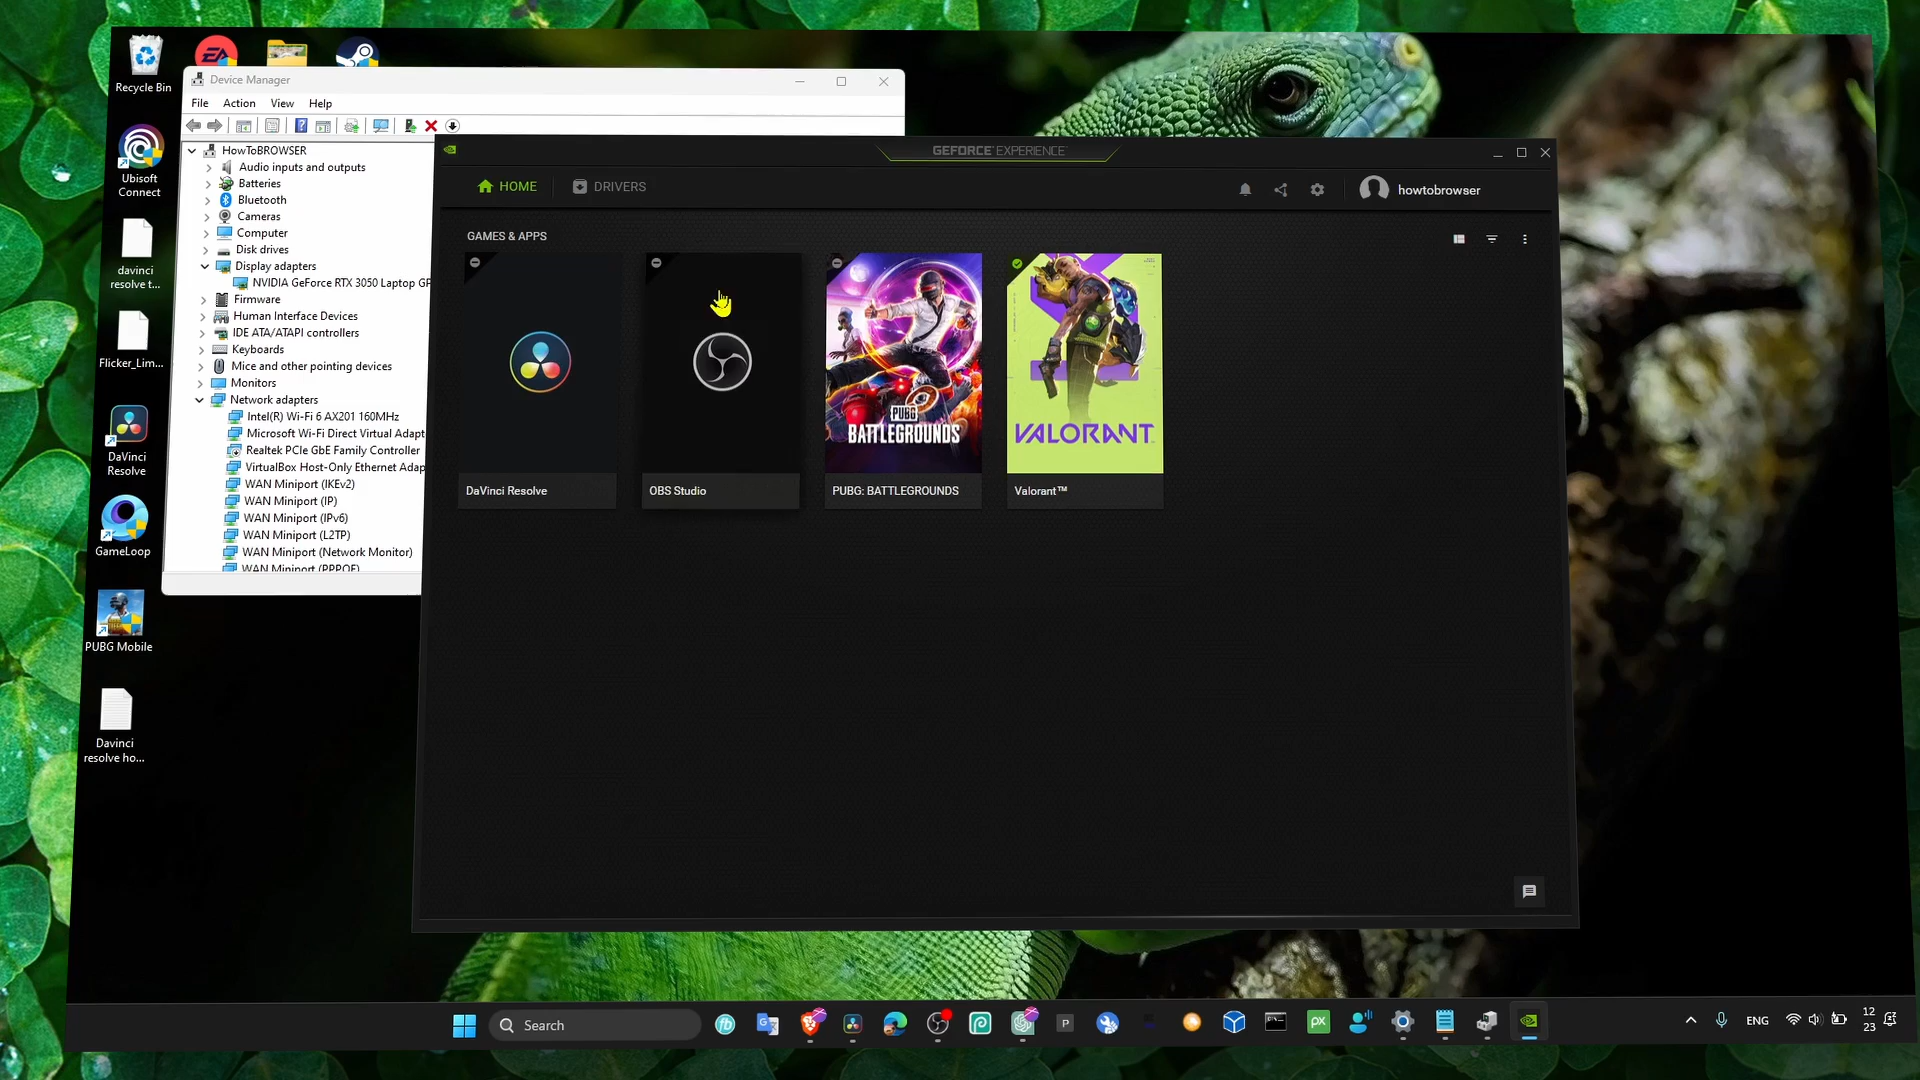 Recycle Bin
Ubisoft
Connect
davinci
resolve t...
Flicker_Lim...
DaVinci
Resolve
GameLoop
PUBG Mobile
Davinci
resolve ho...
EA
Device Manager
File
Action
View
Help
HowToBROWSER
Audio inputs and outputs
Batteries
Bluetooth
Cameras
Computer
Disk drives
Display adapters
NVIDIA GeForce RTX 3050 Laptop GP
Firmware
Human Interface Devices
IDE ATA/ATAPI controllers
Keyboards
Mice and other pointing devices
Monitors
Network adapters
Intel(R) Wi-Fi 6 AX201 160MHz
Microsoft Wi-Fi Direct Virtual Adapt
Realtek PCIe GbE Family Controller
VirtualBox Host-Only Ethernet Adap
WAN Miniport (IKEv2)
WAN Miniport (IP)
WAN Miniport (IPv6)
WAN Miniport (L2TP)
WAN Miniport (Network Monitor)
WAN Miniport (PPPOE)
GEFORCE EXPERIENCE
HOME
DRIVERS
howtobrowser
GAMES & APPS
PUBG
BATTLEGROUNDS
VALORANT
DaVinci Resolve
OBS Studio
PUBG: BATTLEGROUNDS
Valorant™
Search
fb
P
px
ENG
12
23